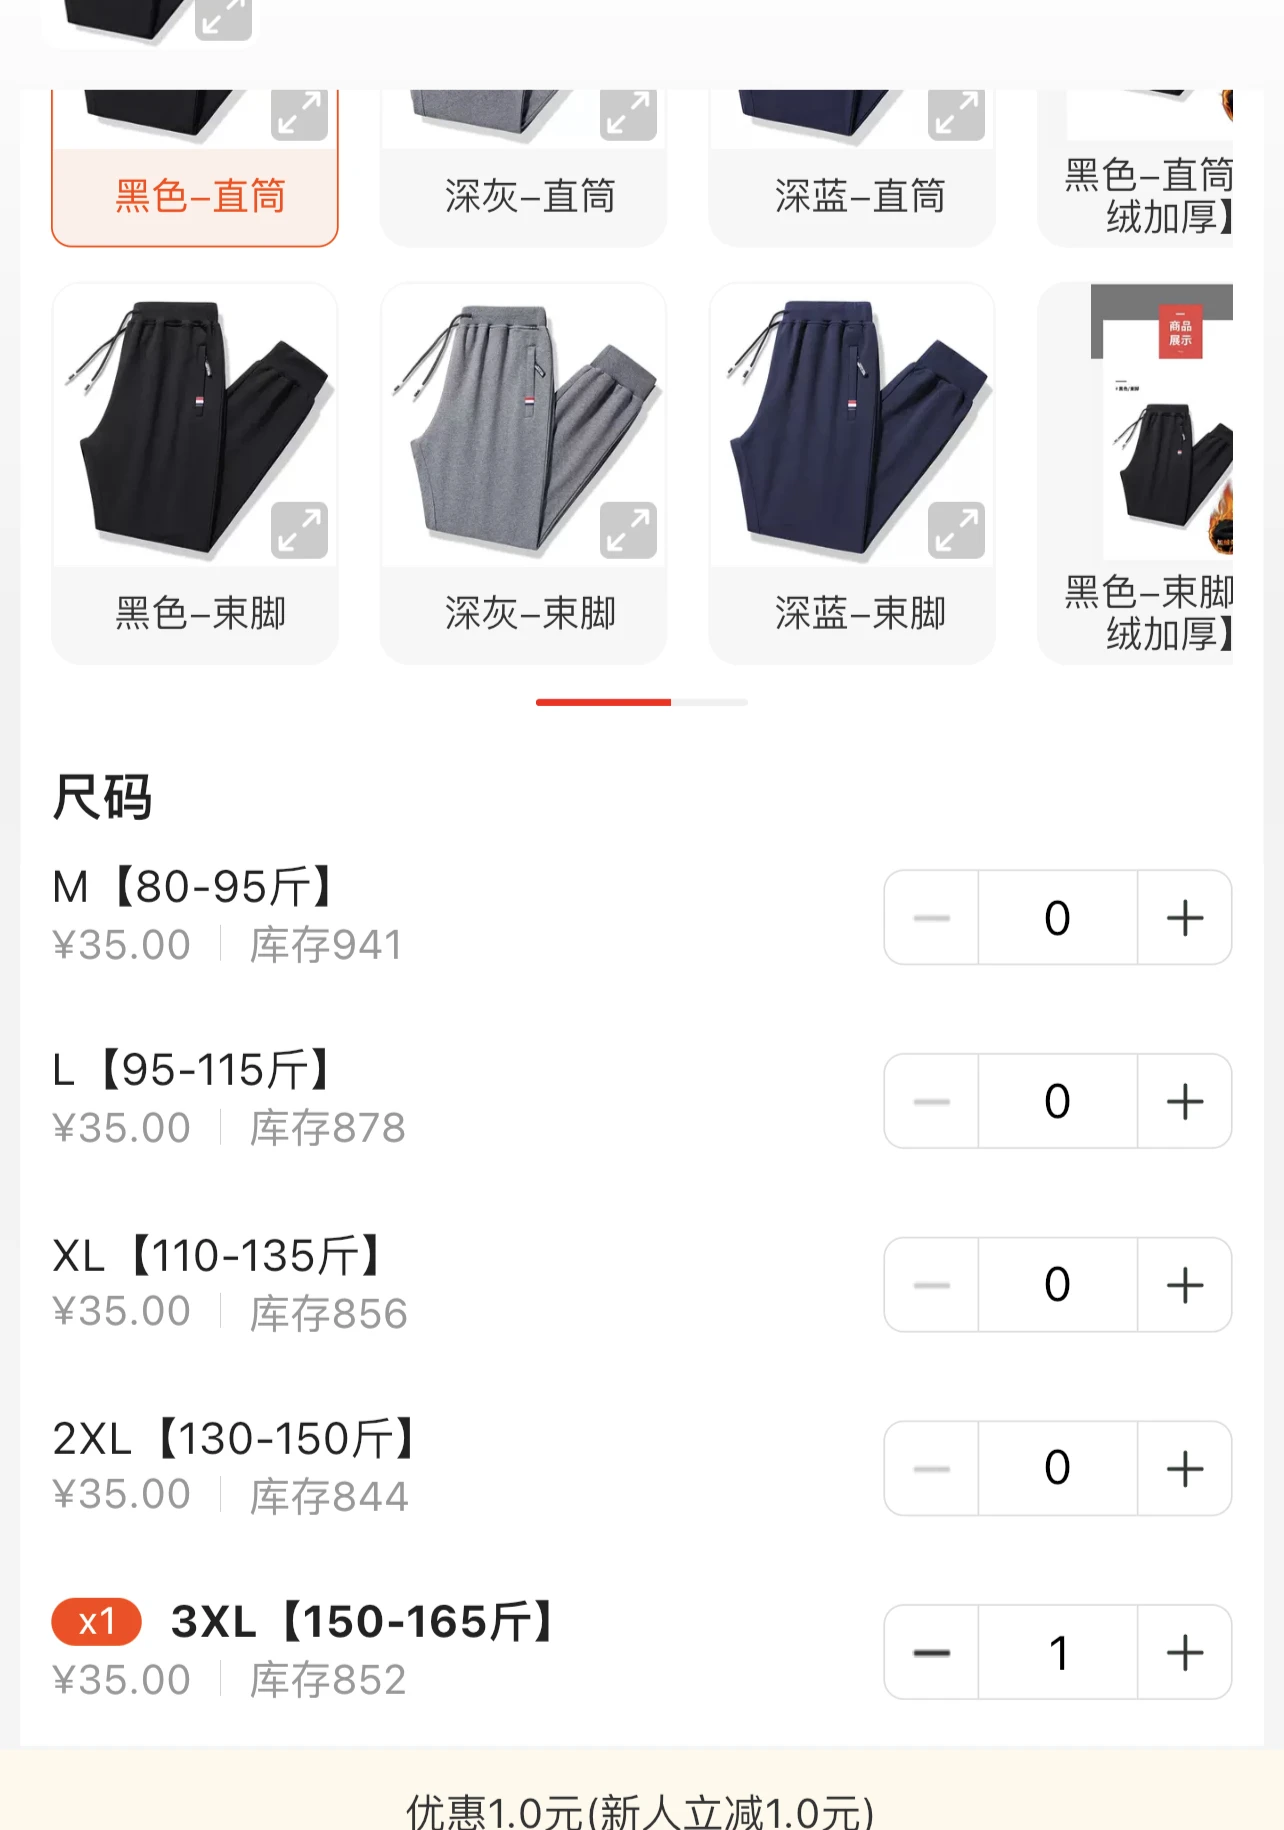 黑色-直筒
深灰-直筒
深蓝-直筒
黑色-直筒
绒加厚】
商品
展示
黑色-束脚
深灰-束脚
深蓝-束脚
黑色-束脚
绒加厚】
尺码
M【80-95斤】
¥35.00 库存941
0
L【95-115斤】
¥35.00 库存878
0
XL【110-135斤】
¥35.00 库存856
0
2XL【130-150斤】
¥35.00 库存844
0
x1 3XL【150-165斤】
¥35.00 库存852
1
优惠1.0元(新人立减1.0元)